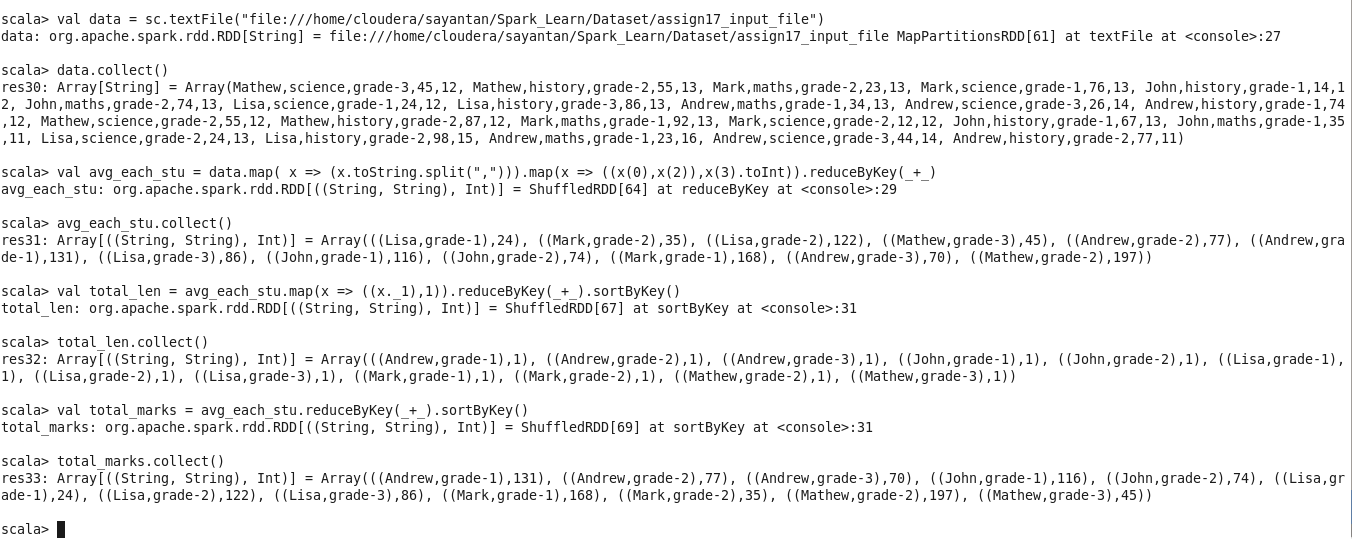 scala> val data = sc.textFile("file:///home/cloudera/sayantan/Spark_Learn/Dataset/assign17_input_file")
data: org.apache.spark.rdd.RDD[String] = file:///home/cloudera/sayantan/Spark_Learn/Dataset/assign17_input_file MapPartitionsRDD[61] at textFile at <console>:27
scala> data.collect()
res30: Array[String] = Array(Mathew,science,grade-3,45,12, Mathew,history,grade-2,55,13, Mark,maths,grade-2,23,13, Mark,science,grade-1,76,13, John,history,grade-1,14,1
2, John,maths,grade-2,74,13, Lisa,science,grade-1,24,12, Lisa,history,grade-3,86,13, Andrew,maths,grade-1,34,13, Andrew,science,grade-3,26,14, Andrew,history,grade-1,74
,12, Mathew,science,grade-2,55,12, Mathew,history,grade-2,87,12, Mark,maths,grade-1,92,13, Mark,science,grade-2,12,12, John,history,grade-1,67,13, John,maths,grade-1,35
,11, Lisa,science,grade-2,24,13, Lisa,history,grade-2,98,15, Andrew,maths,grade-1,23,16, Andrew,science,grade-3,44,14, Andrew,history,grade-2,77,11)
scala> val avg_each_stu = data.map( x => (x.toString.split(","))).map(x => ((x(0),x(2)),x(3).toInt)).reduceByKey(_+_)
avg_each_stu: org.apache.spark.rdd.RDD[((String, String), Int)] = ShuffledRDD[64] at reduceByKey at <console>:29
scala> avg_each_stu.collect()
res31: Array[((String, String), Int)] = Array(((Lisa,grade-1),24), ((Mark,grade-2),35), ((Lisa,grade-2),122), ((Mathew,grade-3),45), ((Andrew,grade-2),77), ((Andrew,gra
de-1),131), ((Lisa,grade-3),86), ((John,grade-1),116), ((John,grade-2),74), ((Mark,grade-1),168), ((Andrew,grade-3),70), ((Mathew,grade-2),197))
scala> val total_len = avg_each_stu.map(x => ((x._1),1)).reduceByKey(_+_).sortByKey()
total_len: org.apache.spark.rdd.RDD[((String, String), Int)] = ShuffledRDD[67] at sortByKey at <console>:31
scala> total_len.collect()
res32: Array[((String, String), Int)] = Array(((Andrew,grade-1),1), ((Andrew,grade-2),1), ((Andrew,grade-3),1), ((John,grade-1),1), ((John,grade-2),1), ((Lisa,grade-1),
1), ((Lisa,grade-2),1), ((Lisa,grade-3),1), ((Mark,grade-1),1), ((Mark,grade-2),1), ((Mathew,grade-2),1), ((Mathew,grade-3),1))
scala> val total_marks = avg_each_stu.reduceByKey(_+_).sortByKey()
total_marks: org.apache.spark.rdd.RDD[((String, String), Int)] = ShuffledRDD[69] at sortByKey at <console>:31
scala> total_marks.collect()
res33: Array[((String, String), Int)] = Array(((Andrew,grade-1),131), ((Andrew,grade-2),77), ((Andrew,grade-3),70), ((John,grade-1),116), ((John,grade-2),74), ((Lisa,gr
ade-1),24), ((Lisa,grade-2),122), ((Lisa,grade-3),86), ((Mark,grade-1),168), ((Mark,grade-2),35), ((Mathew,grade-2),197), ((Mathew,grade-3),45))
scala>